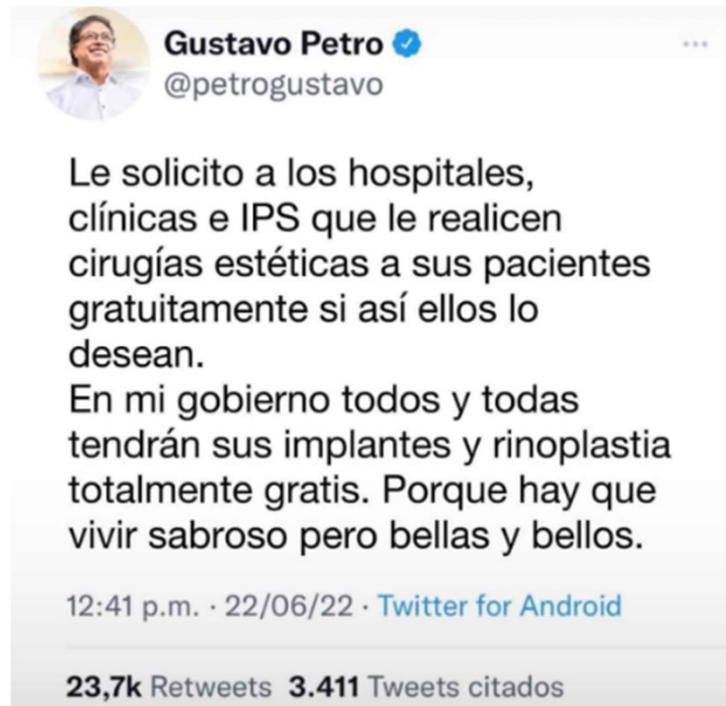 Gustavo Petro
@petrogustavo
Le solicito a los hospitales,
clínicas e IPS que le realicen
cirugías estéticas a sus pacientes
gratuitamente si así ellos lo
desean.
En mi gobierno todos y todas
tendrán sus implantes y rinoplastia
totalmente gratis. Porque hay que
vivir sabroso pero bellas y bellos.
12:41 p.m. · 22/06/22 · Twitter for Android
23,7k Retweets 3.411 Tweets citados